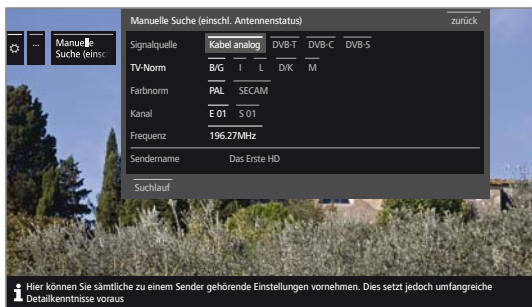 Manuelle Suche (einschl. Antennenstatus) zurück
...
Manuelle
Suche (einsc
Signalquelle Kabel analog DVB-T DVB-C DVB-S
TV-Norm B/G I L D/K M
Farbnorm PAL SECAM
Kanal E 01 S 01
Frequenz 196.27MHz
Sendername Das Erste HD
Suchlauf
Hier können Sie sämtliche zu einem Sender gehörende Einstellungen vornehmen. Dies setzt jedoch umfangreiche
Detailkenntnisse voraus